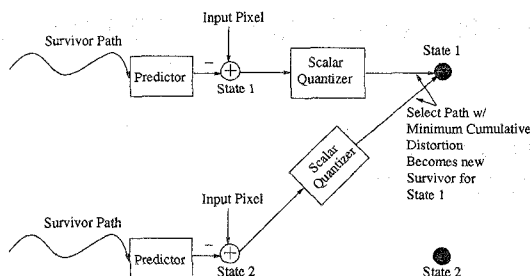 Input Pixel
State 1
Survivor Path
Predictor
−
+
State 1
Scalar
Quantizer
Select Path w/
Minimum Cumulative
Distortion
Becomes new
Survivor for
State 1
Scalar
Quantizer
Input Pixel
Survivor Path
Predictor
−
+
State 2
State 2